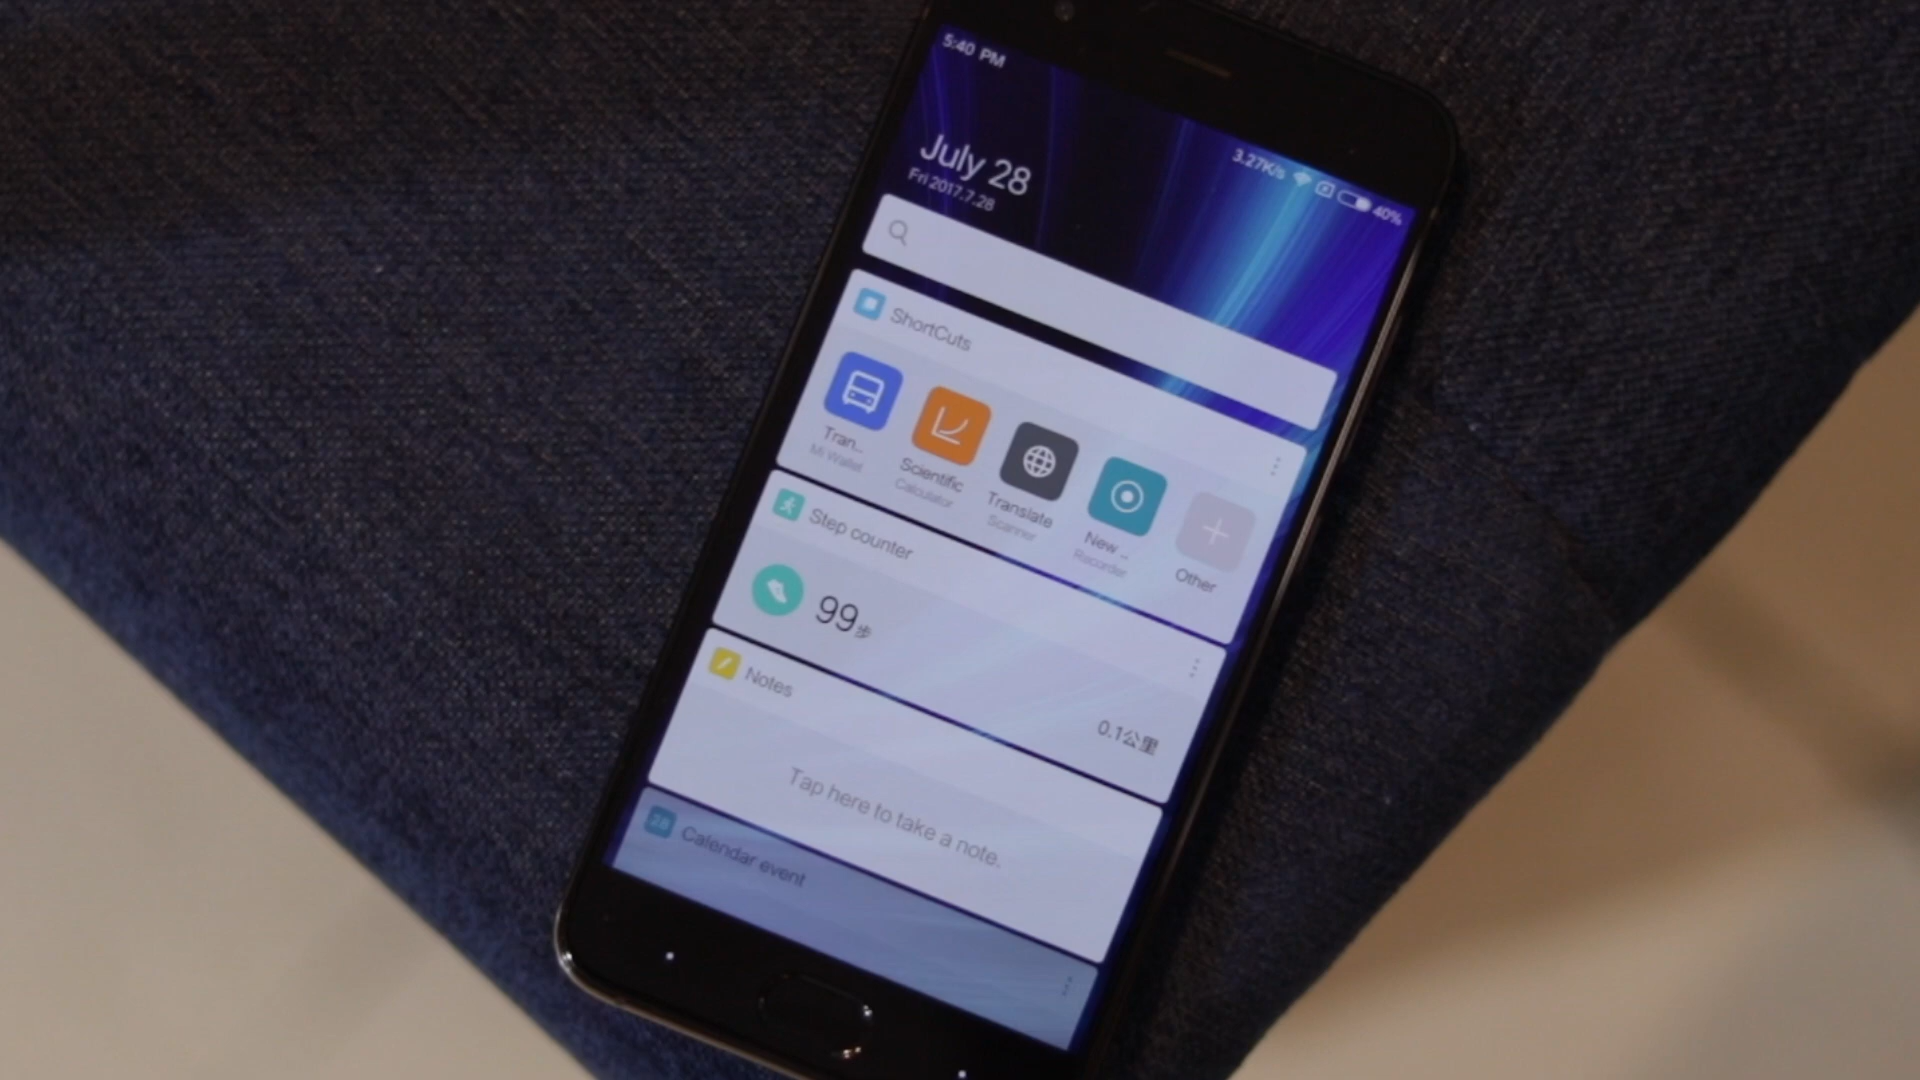 5:40 PM
3.27K/s 40%
July 28
Fri 2017.7.28
ShortCuts
Tran..
Mi Wallet
Scientific
Calculator
Translate
Scanner
New ..
Recorder
Other
Step counter
99步
0.1公里
Notes
Tap here to take a note.
28 Calendar event